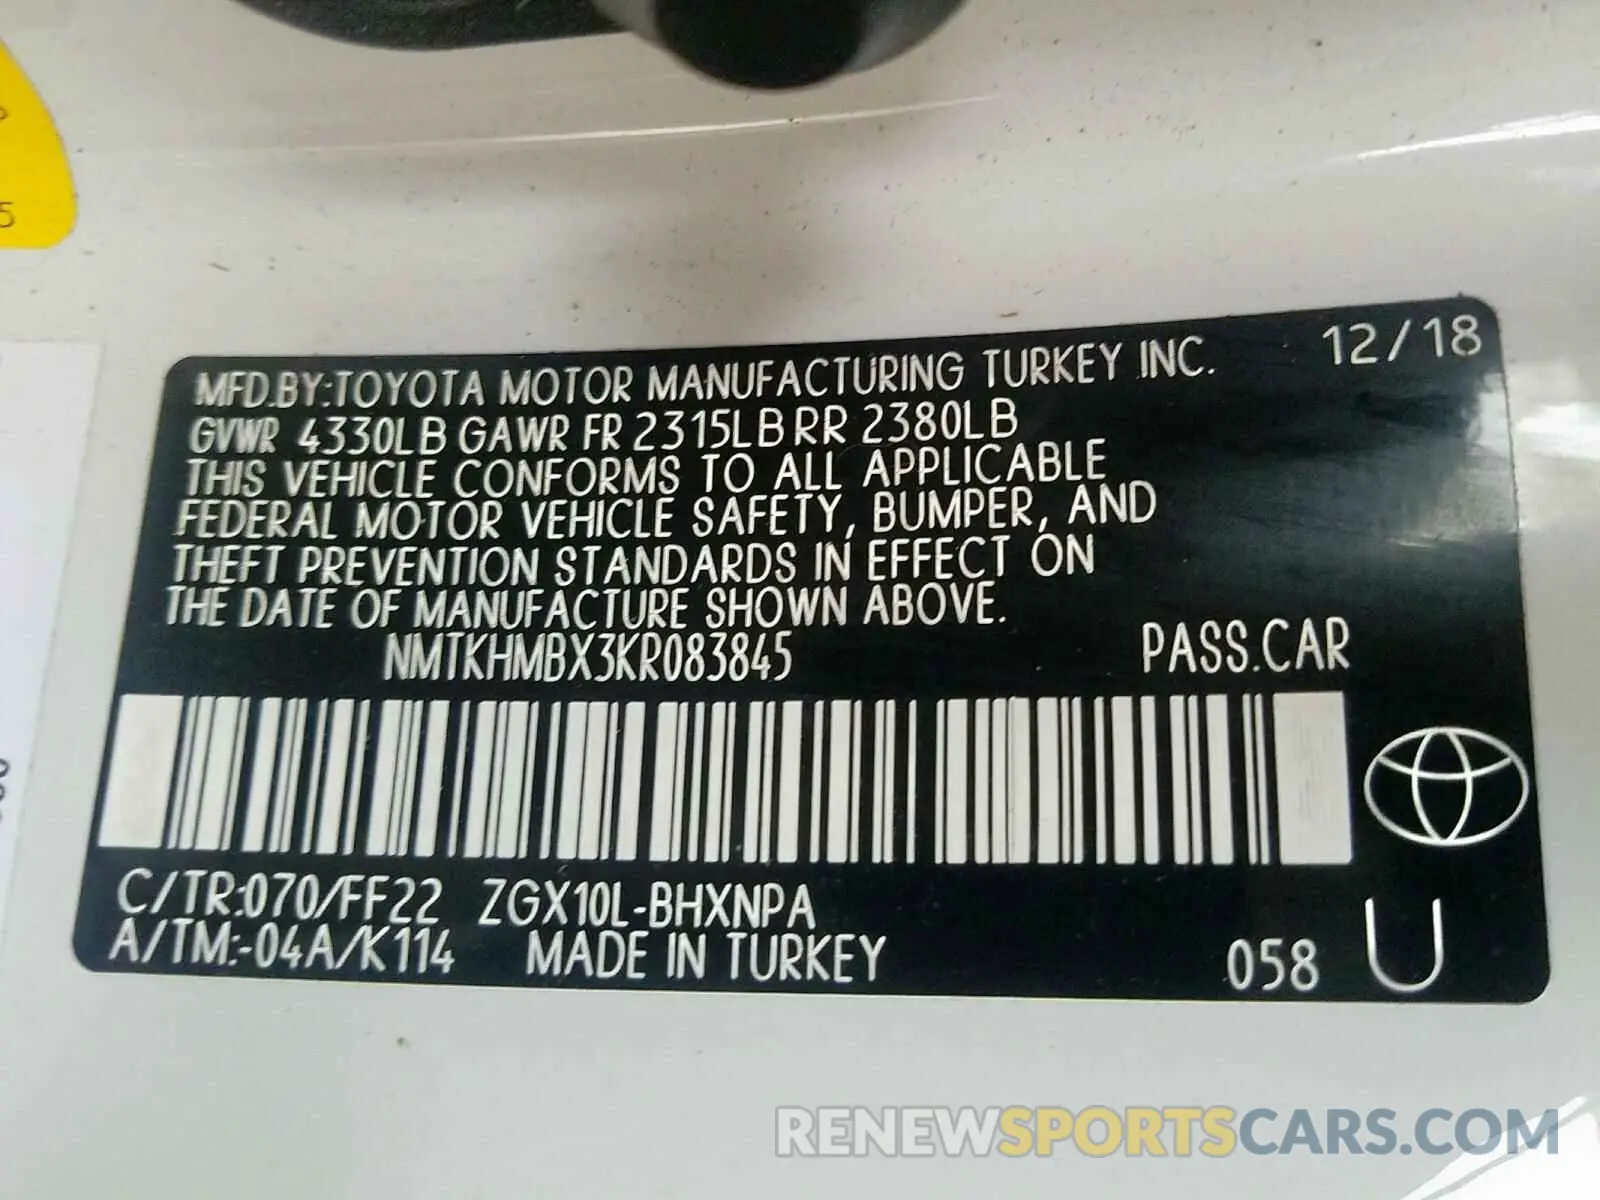 MFD.BY:TOYOTA MOTOR MANUFACTURING TURKEY INC. 12/18
GVWR 4330LB GAWR FR 2315LB RR 2380LB
THIS VEHICLE CONFORMS TO ALL APPLICABLE
FEDERAL MOTOR VEHICLE SAFETY, BUMPER, AND
THEFT PREVENTION STANDARDS IN EFFECT ON
THE DATE OF MANUFACTURE SHOWN ABOVE.
NMTKHMBX3KR083845 PASS.CAR
C/TR:070/FF22 ZGX10L-BHXNPA
A/TM:-04A/K114 MADE IN TURKEY 058 U
5
RENEWSPORTSCARS.COM